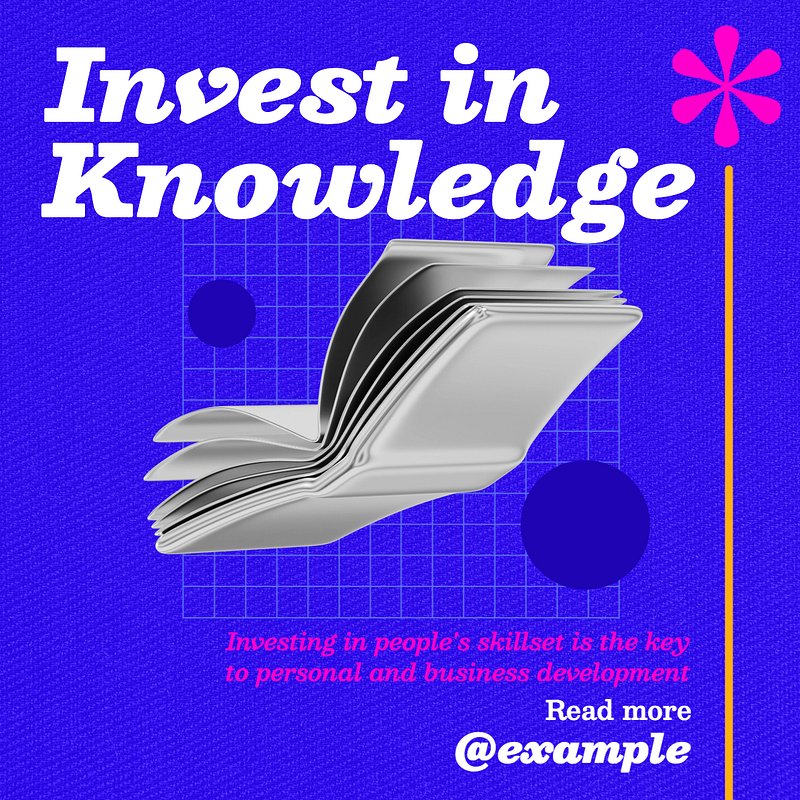 Invest in
Knowledge
Investing in people's skillset is the key
to personal and business development
Read more
@example